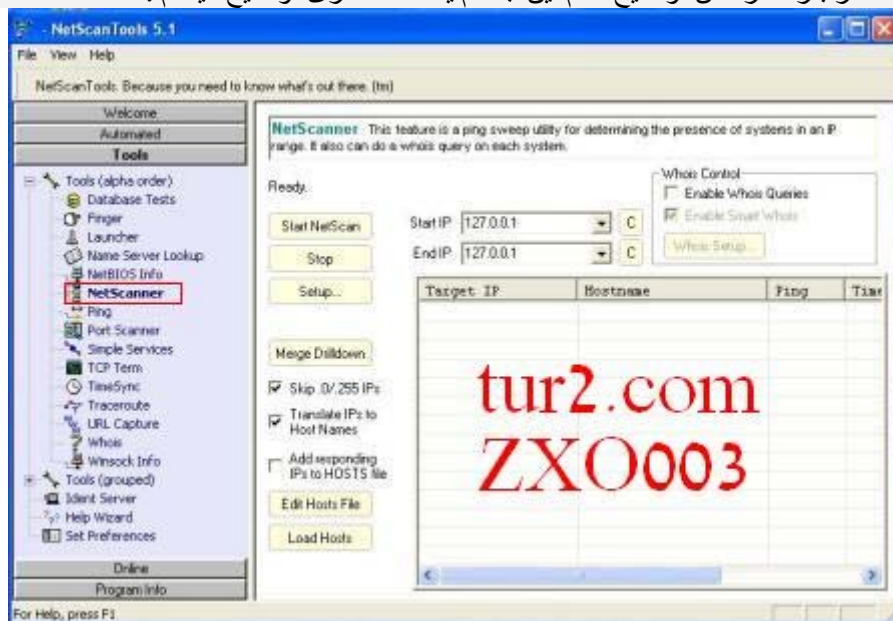 - NetScanTools 5.1
File View Help
NetScanTools. Because you need to know what's out there. (tm)
Welcome
Automated
Tools
Tools (alpha order)
Database Tests
Finger
Launcher
Name Server Lookup
NetBIOS Info
NetScanner
Ping
Port Scanner
Simple Services
TCP Term
TimeSync
Traceroute
URL Capture
Whois
Winsock Info
Tools (grouped)
Ident Server
Help Wizard
Set Preferences
Online
Program Info
NetScanner This feature is a ping sweep utility for determining the presence of systems in an IP
range. It also can do a whois query on each system.
Ready.
Start NetScan
Stop
Setup...
Start IP 127.0.0.1 C
End IP 127.0.0.1 C
Whois Control
Enable Whois Queries
Enable Smart Whois
Whois Setup...
Target IP Hostname Ping Time
Merge Drilldown
Skip .0/.255 IPs
Translate IPs to
Host Names
Add responding
IPs to HOSTS file
Edit Hosts File
Load Hosts
tur2.com
ZXO003
For Help, press F1